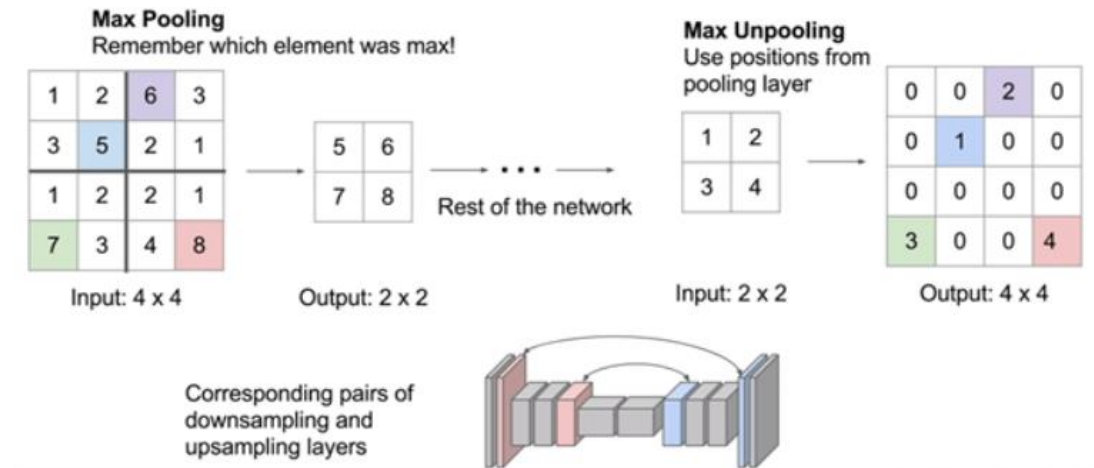 Max Pooling
Remember which element was max!
1 2 6 3
3 5 2 1
1 2 2 1
7 3 4 8
Input: 4 x 4
5 6
7 8
Output: 2 x 2
...
Rest of the network
Max Unpooling
Use positions from
pooling layer
1 2
3 4
Input: 2 x 2
0 0 2 0
0 1 0 0
0 0 0 0
3 0 0 4
Output: 4 x 4
Corresponding pairs of
downsampling and
upsampling layers